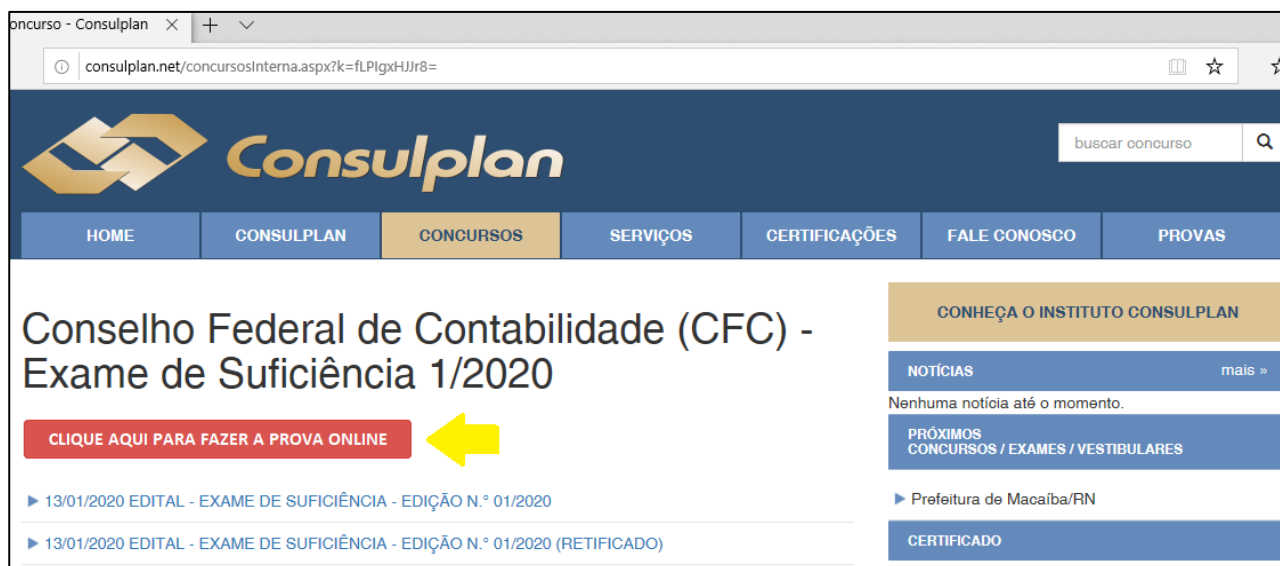 oncurso - Consulplan
consulplan.net/concursosInterna.aspx?k=fLPIgxHJJr8=
Consulplan
buscar concurso
HOME
CONSULPLAN
CONCURSOS
SERVIÇOS
CERTIFICAÇÕES
FALE CONOSCO
PROVAS
Conselho Federal de Contabilidade (CFC) -
Exame de Suficiência 1/2020
CLIQUE AQUI PARA FAZER A PROVA ONLINE
13/01/2020 EDITAL - EXAME DE SUFICIÊNCIA - EDIÇÃO N.° 01/2020
13/01/2020 EDITAL - EXAME DE SUFICIÊNCIA - EDIÇÃO N.° 01/2020 (RETIFICADO)
CONHEÇA O INSTITUTO CONSULPLAN
NOTÍCIAS mais »
Nenhuma notícia até o momento.
PRÓXIMOS
CONCURSOS / EXAMES / VESTIBULARES
Prefeitura de Macaíba/RN
CERTIFICADO